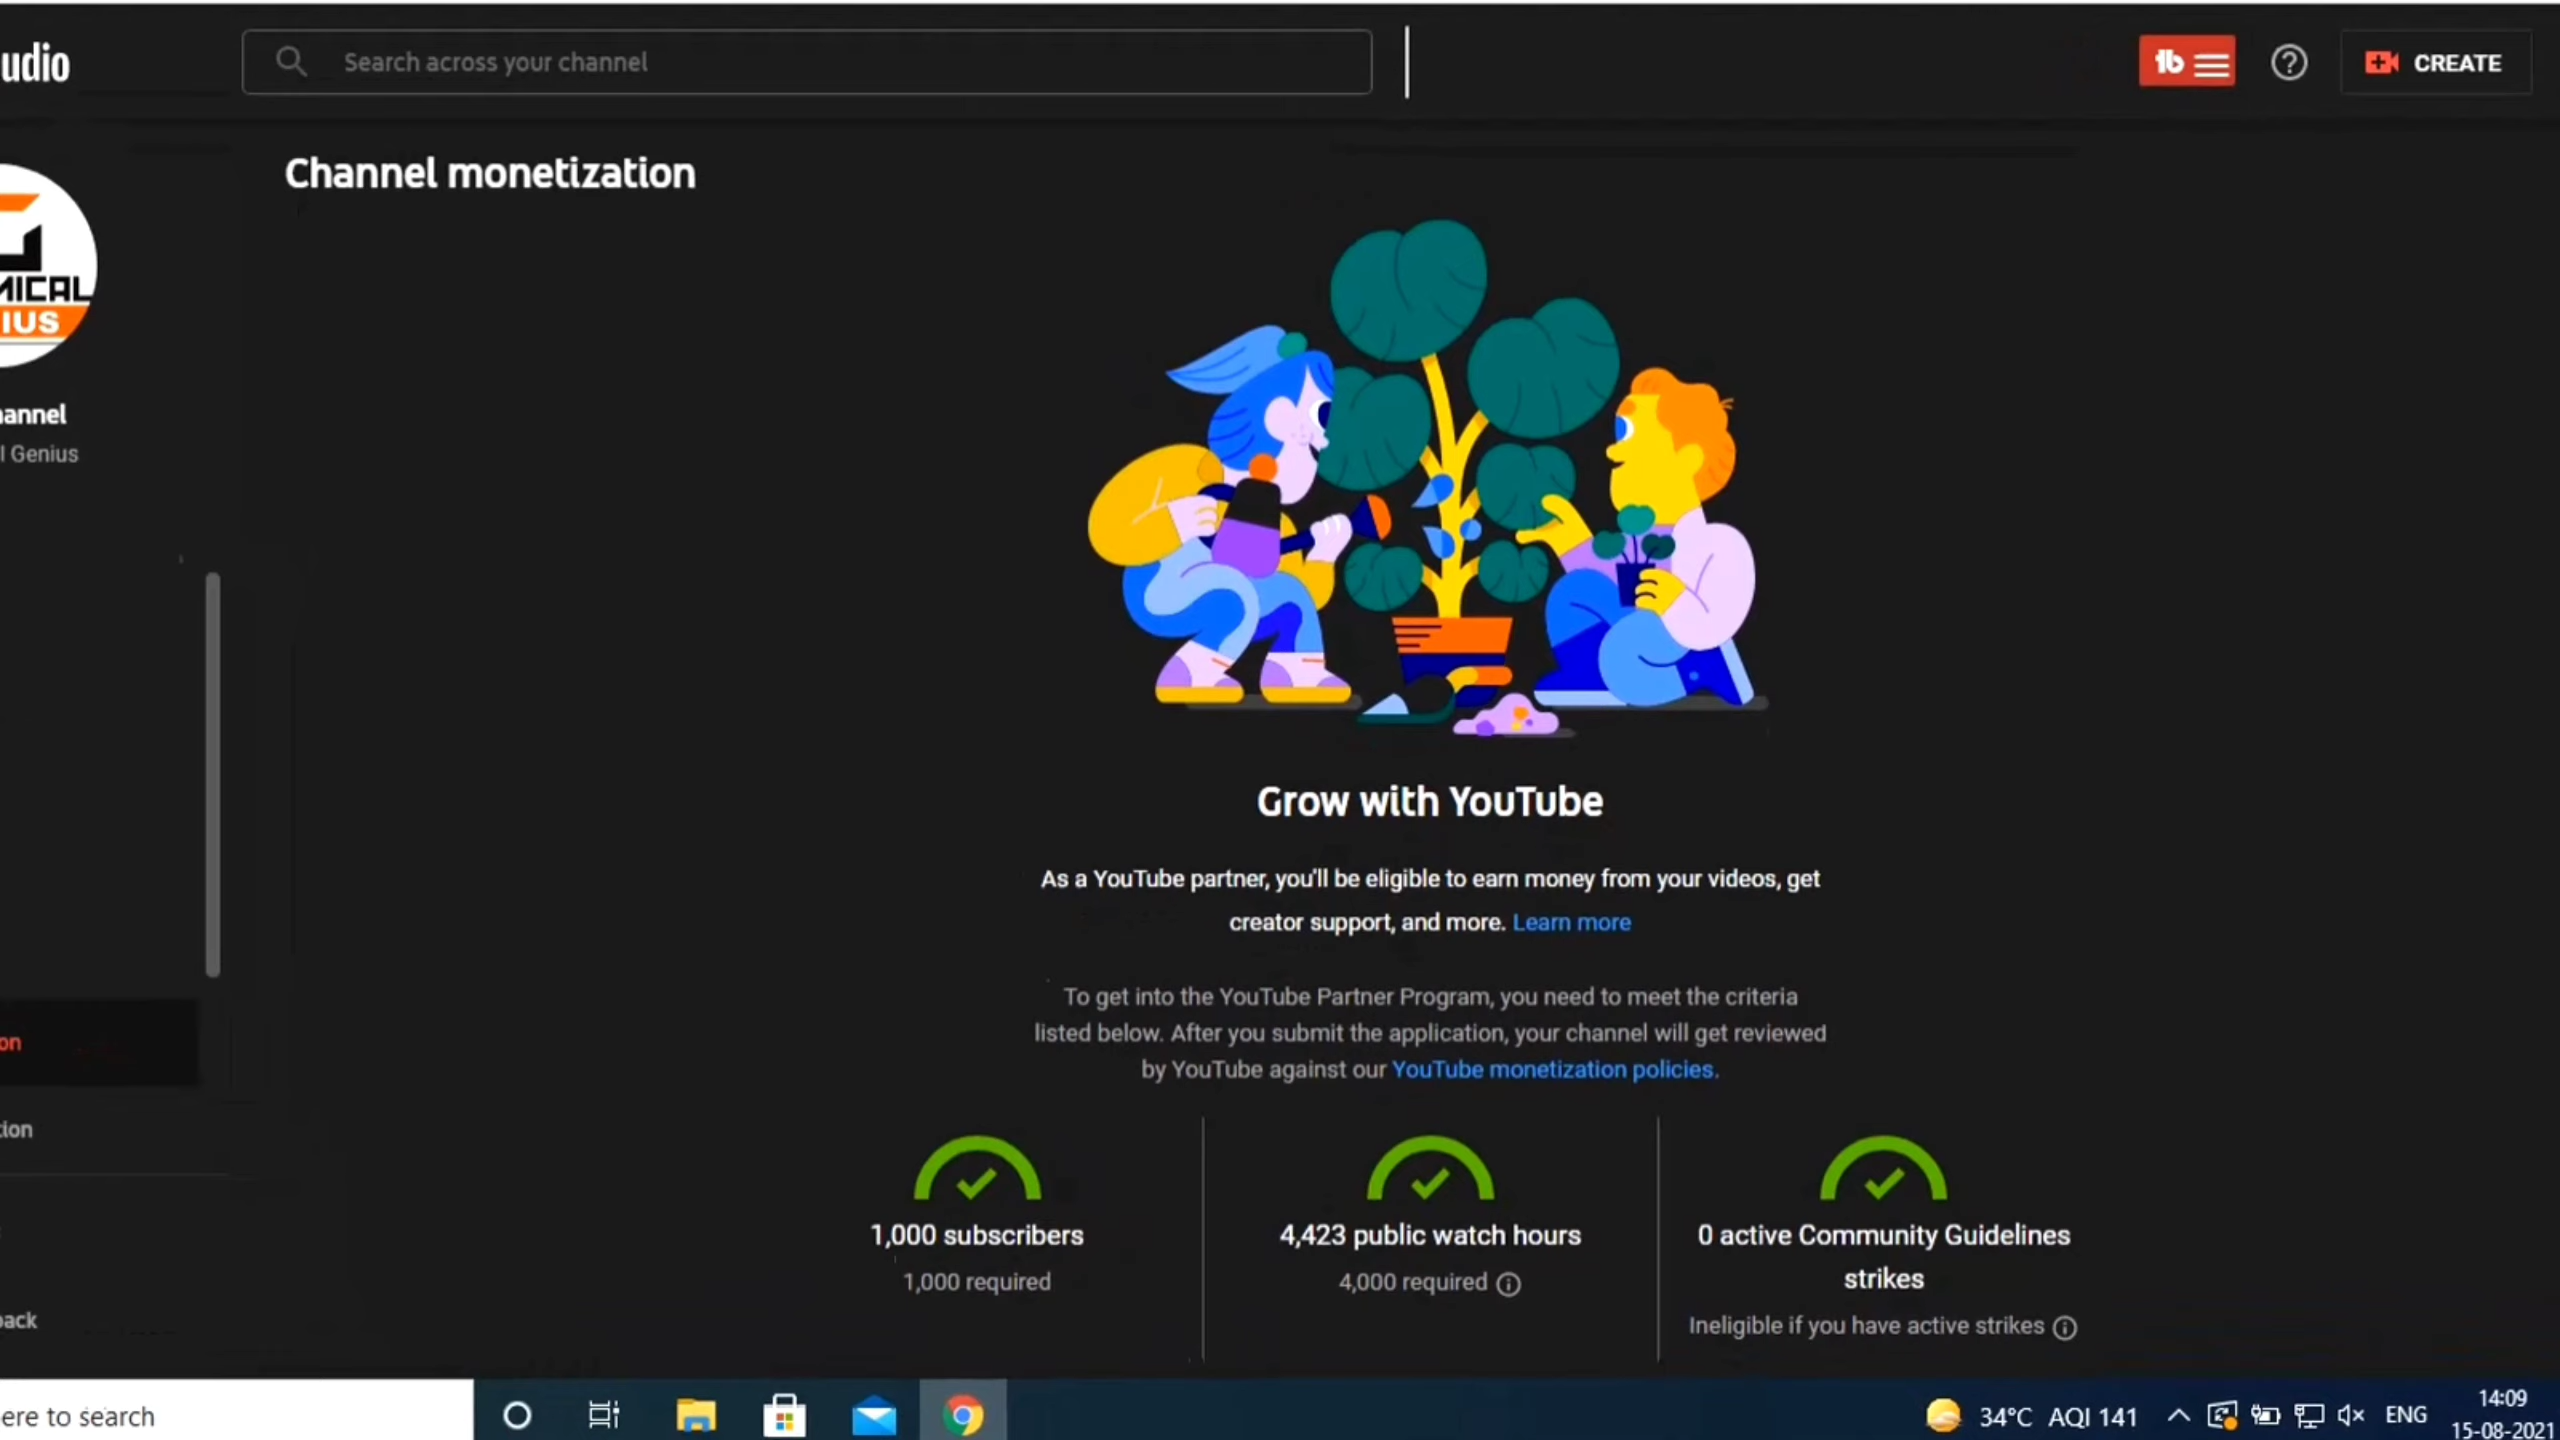 udio
Search across your channel
1b
CREATE
Channel monetization
MICAL
IUS
annel
l Genius
Grow with YouTube
As a YouTube partner, you'll be eligible to earn money from your videos, get
creator support, and more. Learn more
To get into the YouTube Partner Program, you need to meet the criteria
listed below. After you submit the application, your channel will get reviewed
by YouTube against our YouTube monetization policies.
on
tion
1,000 subscribers
1,000 required
4,423 public watch hours
4,000 required
0 active Community Guidelines
strikes
Ineligible if you have active strikes
back
ere to search
34°C AQI 141
ENG
14:09
15-08-2021